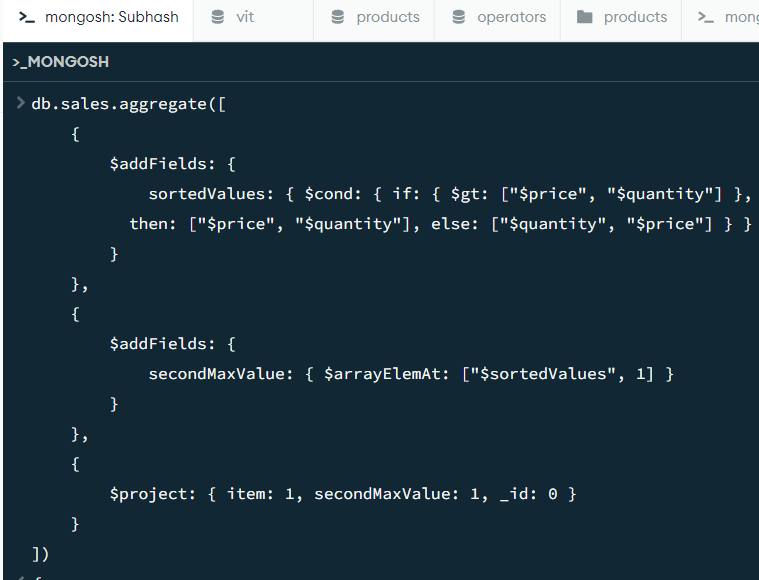 >_ mongosh: Subhash vit products operators products >_ mong
>_MONGOSH
> db.sales.aggregate([
{
$addFields: {
sortedValues: { $cond: { if: { $gt: ["$price", "$quantity"] },
then: ["$price", "$quantity"], else: ["$quantity", "$price"] } }
}
},
{
$addFields: {
secondMaxValue: { $arrayElemAt: ["$sortedValues", 1] }
}
},
{
$project: { item: 1, secondMaxValue: 1, _id: 0 }
}
])